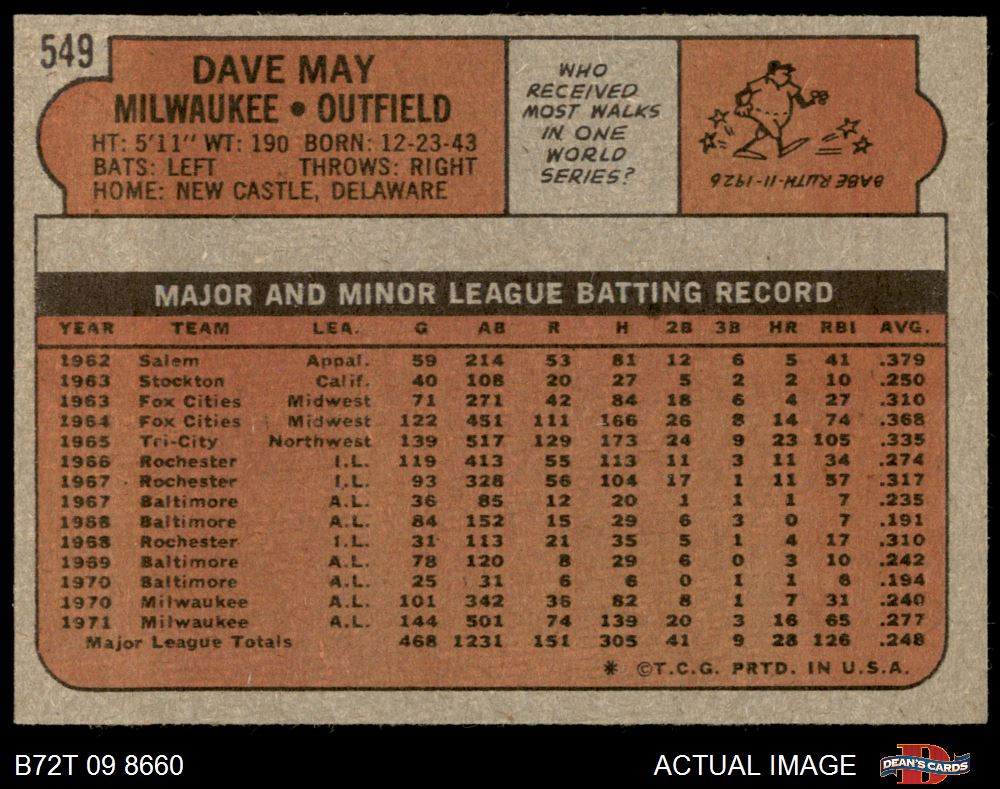 549
DAVE MAY
MILWAUKEE • OUTFIELD
HT: 5'11" WT: 190 BORN: 12-23-43
BATS: LEFT THROWS: RIGHT
HOME: NEW CASTLE, DELAWARE
WHO
RECEIVED
MOST WALKS
IN ONE
WORLD
SERIES?
BABE RUTH-11-1926
MAJOR AND MINOR LEAGUE BATTING RECORD
YEAR TEAM LEA. G AB R H 2B 3B HR RBI AVG.
1962 Salem Appal. 59 214 53 81 12 6 5 41 .379
1963 Stockton Calif. 40 108 20 27 5 2 2 10 .250
1963 Fox Cities Midwest 71 271 42 84 18 6 4 27 .310
1964 Fox Cities Midwest 122 451 111 166 26 8 14 74 .368
1965 Tri-City Northwest 139 517 129 173 24 9 23 105 .335
1966 Rochester I.L. 119 413 55 113 11 3 11 34 .274
1967 Rochester I.L. 93 328 56 104 17 1 11 57 .317
1967 Baltimore A.L. 36 85 12 20 1 1 1 7 .235
1968 Baltimore A.L. 84 152 15 29 6 3 0 7 .191
1968 Rochester I.L. 31 113 21 35 5 1 4 17 .310
1969 Baltimore A.L. 78 120 8 29 6 0 3 10 .242
1970 Baltimore A.L. 25 31 6 6 0 1 1 6 .194
1970 Milwaukee A.L. 101 342 36 82 8 1 7 31 .240
1971 Milwaukee A.L. 144 501 74 139 20 3 16 65 .277
Major League Totals 468 1231 151 305 41 9 28 126 .248
* ©T.C.G. PRTD. IN U.S.A.
B72T 09 8660
ACTUAL IMAGE
D
DEAN'S CARDS